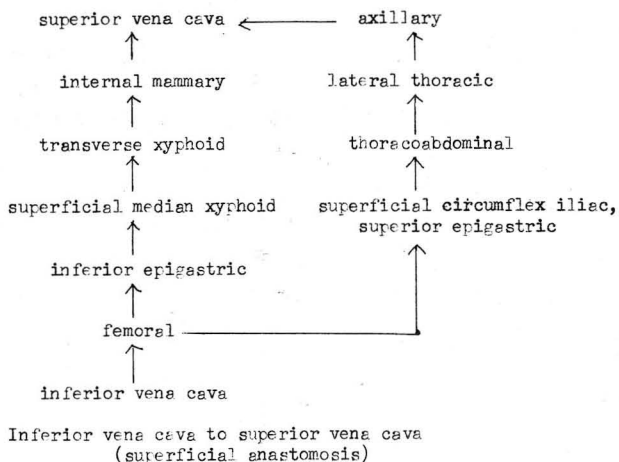 superior vena cava axillary
internal mammary lateral thoracic
transverse xyphoid thoracoabdominal
superficial median xyphoid superficial circumflex iliac,
superior epigastric
inferior epigastric
femoral
inferior vena cava
Inferior vena cava to superior vena cava
(superficial anastomosis)